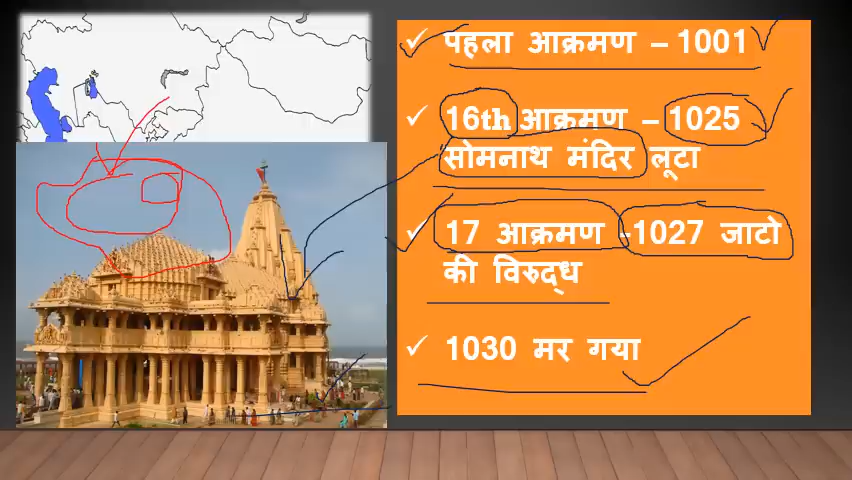 पहला आक्रमण – 1001
16th आक्रमण – 1025
सोमनाथ मंदिर लूटा
17 आक्रमण -1027 जाटो
की विरुद्ध
1030 मर गया